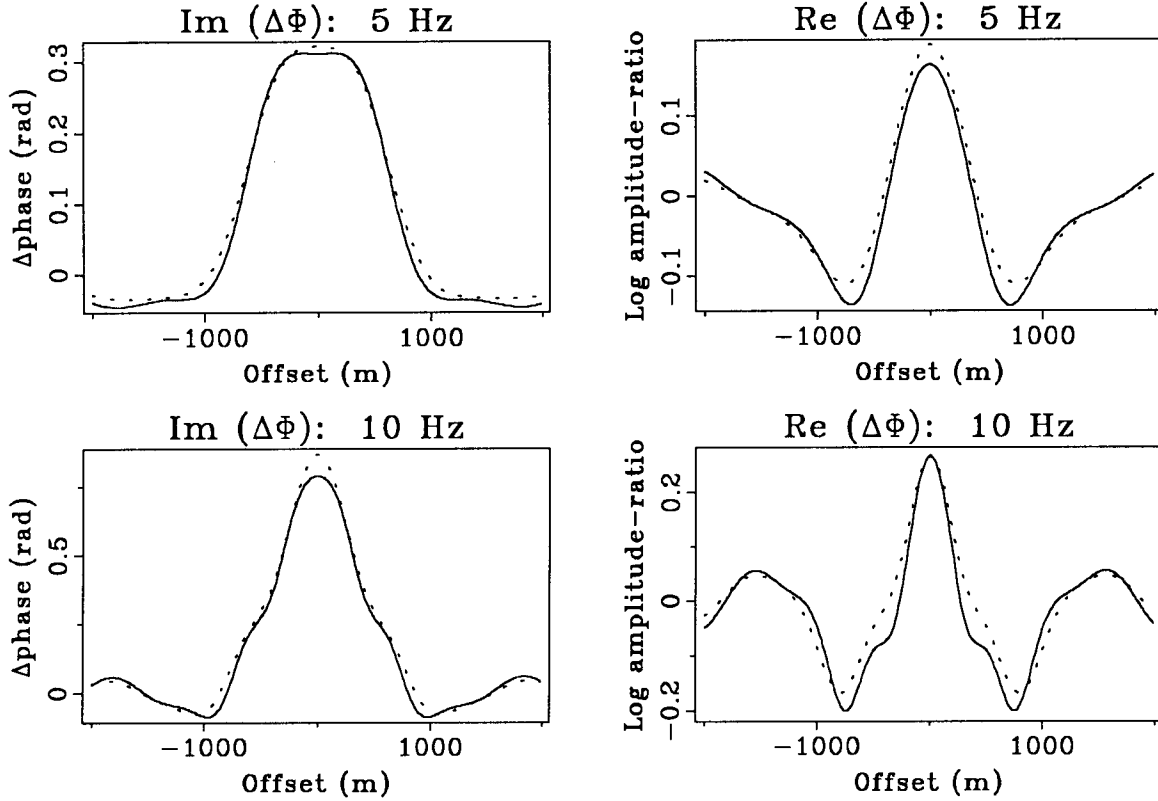 Im (ΔΦ): 5 Hz
Δphase (rad)
0.3
0.2
0.1
0
−1000
1000
Offset (m)
Re (ΔΦ): 5 Hz
Log amplitude−ratio
0.1
0
−0.1
−1000
1000
Offset (m)
Im (ΔΦ): 10 Hz
Δphase (rad)
0.5
0
−1000
1000
Offset (m)
Re (ΔΦ): 10 Hz
Log amplitude−ratio
0.2
0
−0.2
−1000
1000
Offset (m)